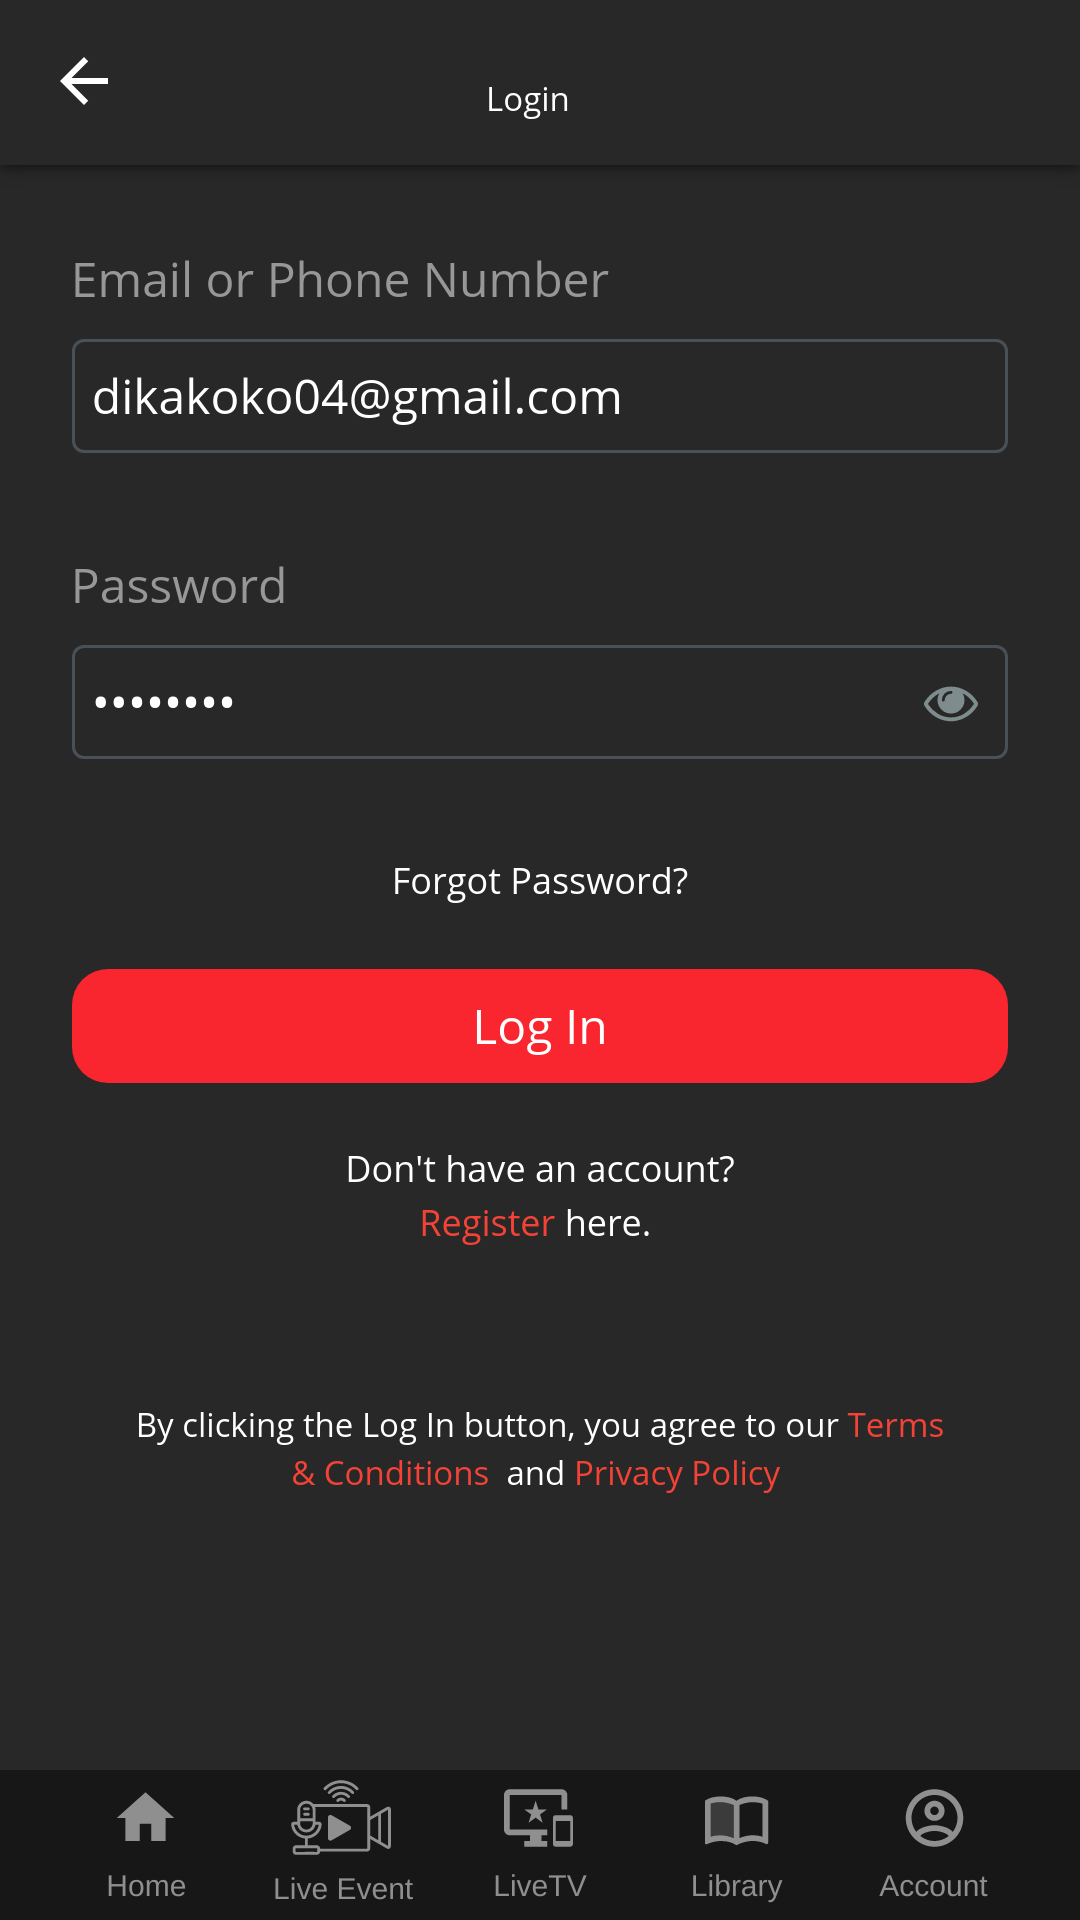 Login
Email or Phone Number
dikakoko04@gmail.com
Password
••••••••
Forgot Password?
Log In
Don't have an account?
Register here.
By clicking the Log In button, you agree to our Terms
& Conditions and Privacy Policy
Home
Live Event
LiveTV
Library
Account